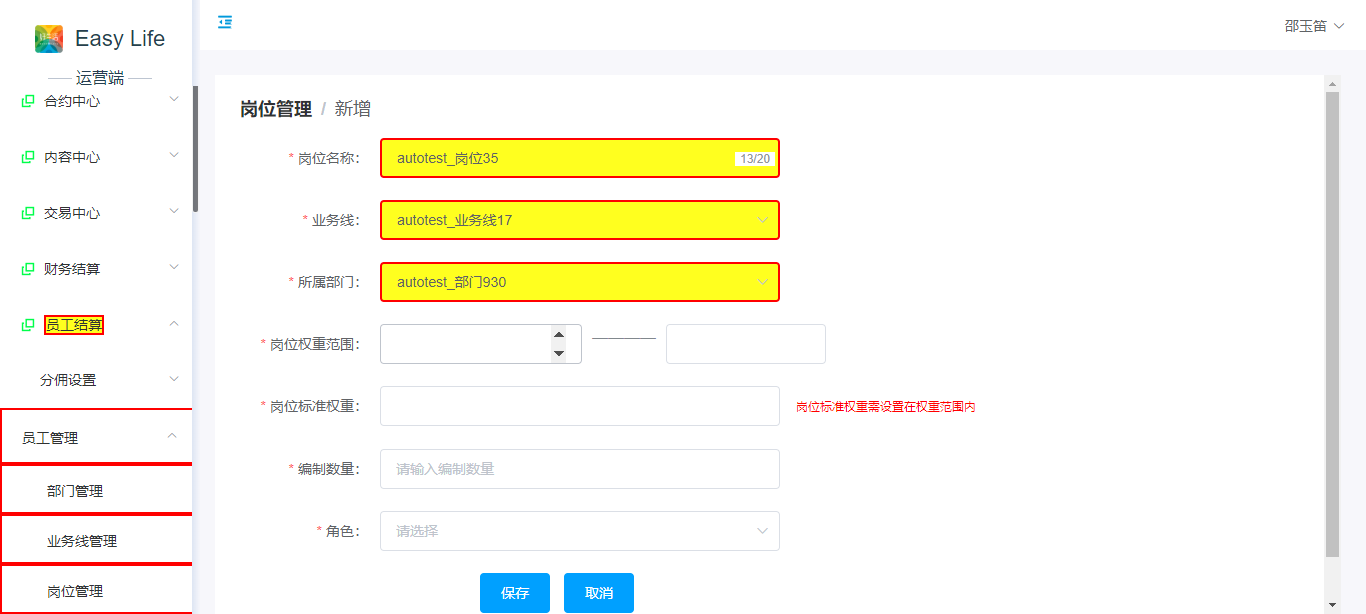 Easy Life
运营端
合约中心
内容中心
交易中心
财务结算
员工结算
分佣设置
员工管理
部门管理
业务线管理
岗位管理
邵玉笛
岗位管理 / 新增
* 岗位名称: autotest_岗位35 13/20
* 业务线: autotest_业务线17
* 所属部门: autotest_部门930
* 岗位权重范围:
* 岗位标准权重: 岗位标准权重需设置在权重范围内
* 编制数量: 请输入编制数量
* 角色: 请选择
保存 取消